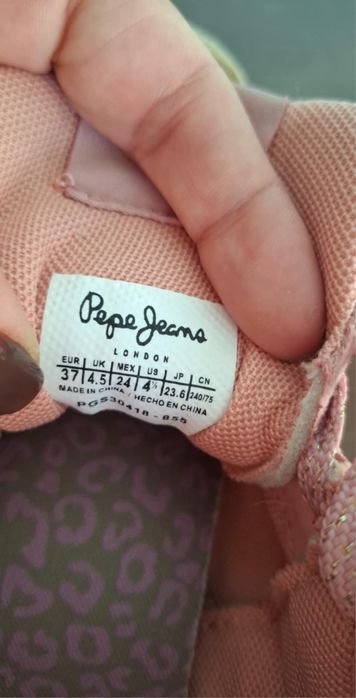 Pepe Jeans
LONDON
EUR UK MEX US JP CN
37 4.5 24 4½ 23.6 240/75
MADE IN CHINA / HECHO EN CHINA
PGS30418 - 855